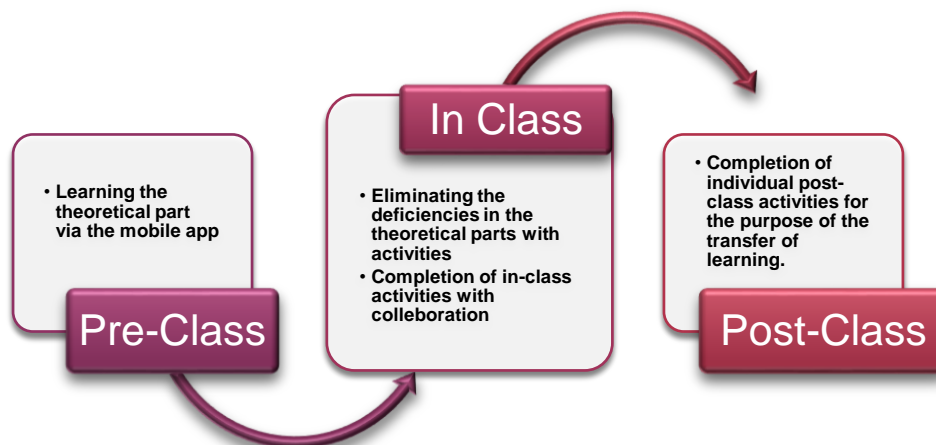 • Learning the
theoretical part
via the mobile app
Pre-Class
In Class
• Eliminating the
deficiencies in the
theoretical parts with
activities
• Completion of in-class
activities with
colleboration
• Completion of
individual post-
class activities for
the purpose of the
transfer of
learning.
Post-Class